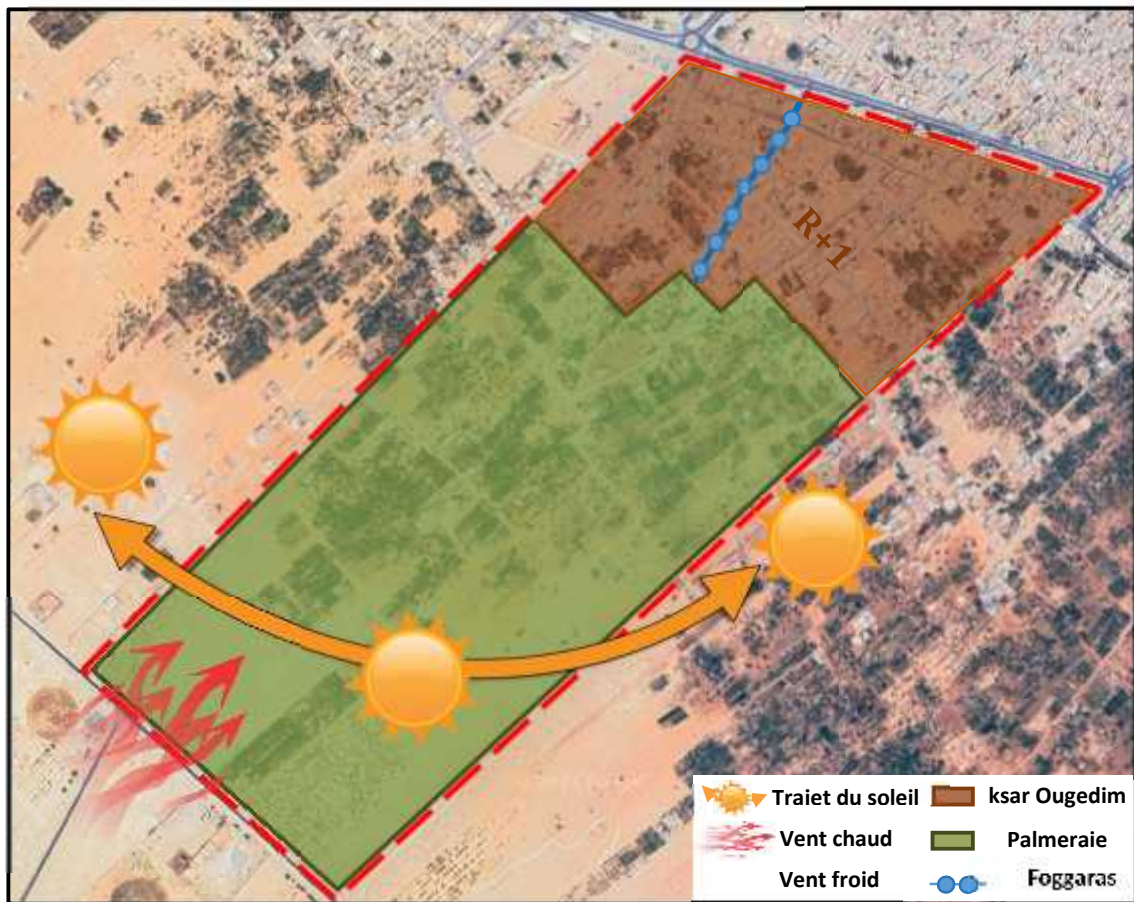 R+1
Traiet du soleil
ksar Ougedim
Vent chaud
Palmeraie
Vent froid
Foggaras